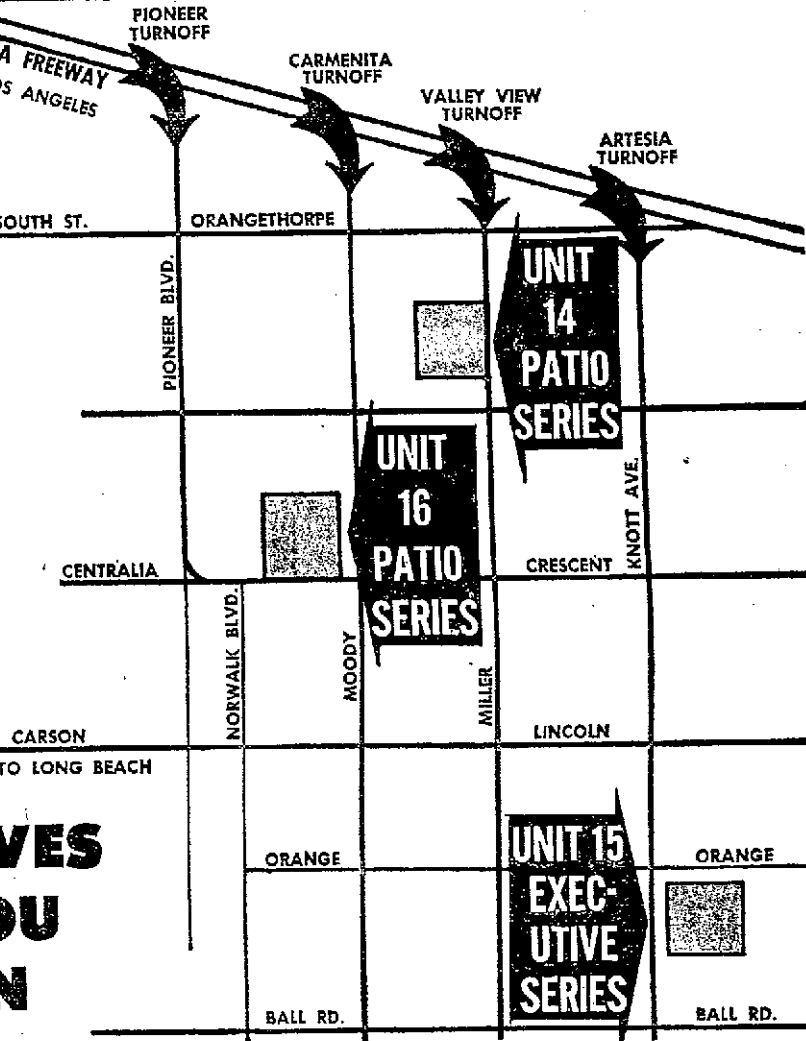 PIONEER
TURNOFF
A FREEWAY
OS ANGELES
CARMENITA
TURNOFF
VALLEY VIEW
TURNOFF
ARTESIA
TURNOFF
SOUTH ST.
ORANGETHORPE
PIONEER BLVD.
UNIT
14
PATIO
SERIES
UNIT
16
PATIO
SERIES
KNOTT AVE.
CENTRALIA
CRESCENT
NORWALK BLVD.
MOODY
MILLER
CARSON
LINCOLN
TO LONG BEACH
VES
OU
N
ORANGE
UNIT 15
EXEC-
UTIVE
SERIES
ORANGE
BALL RD.
BALL RD.